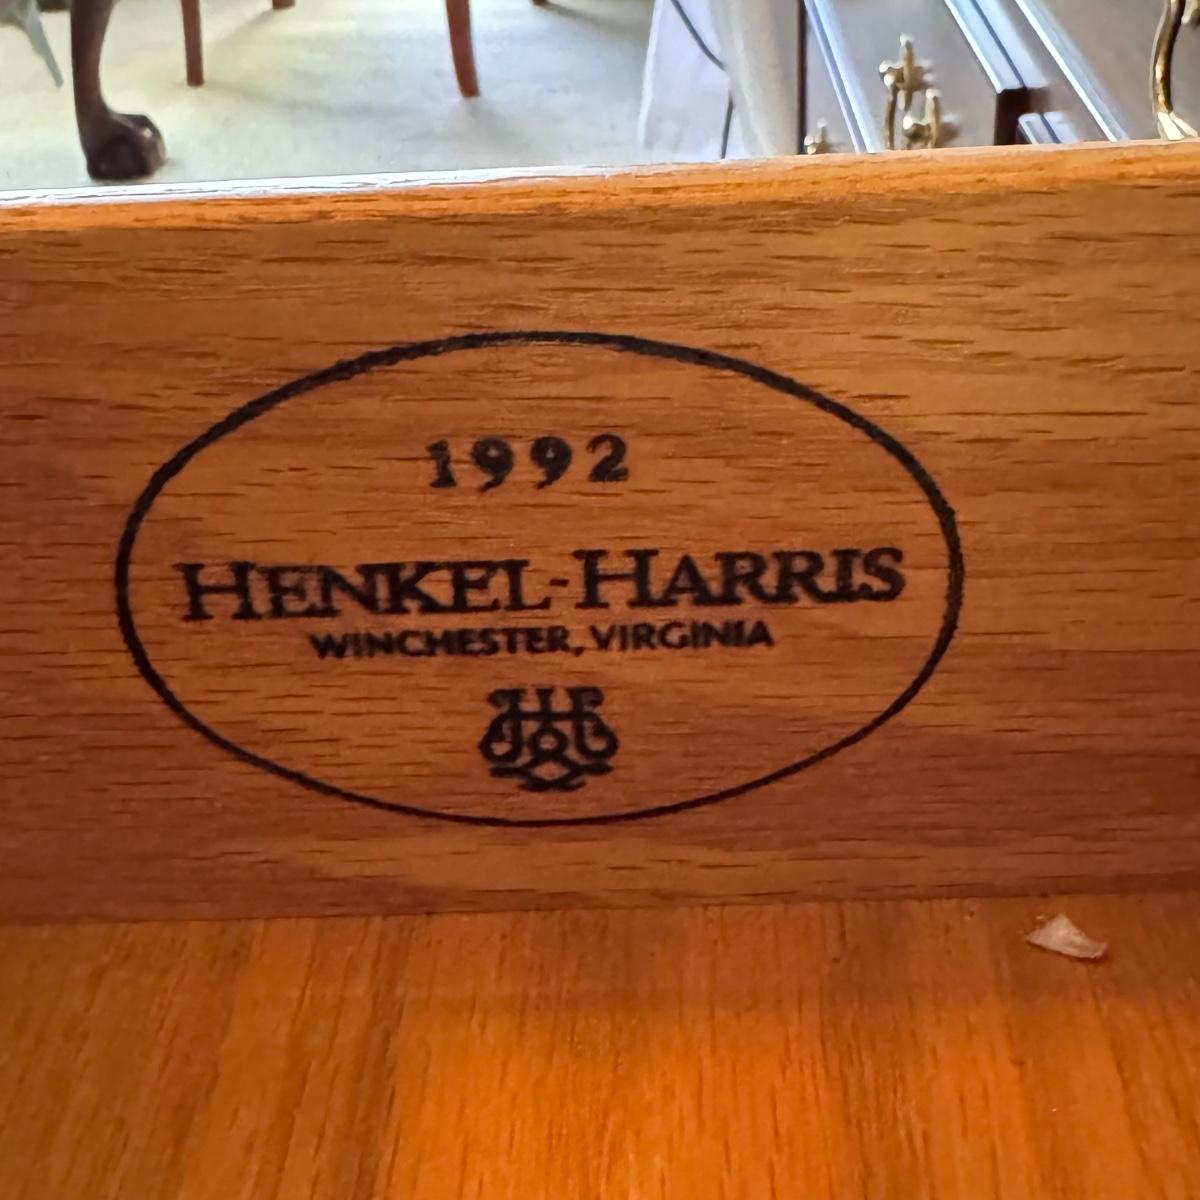 1992
HENKEL-HARRIS
WINCHESTER, VIRGINIA